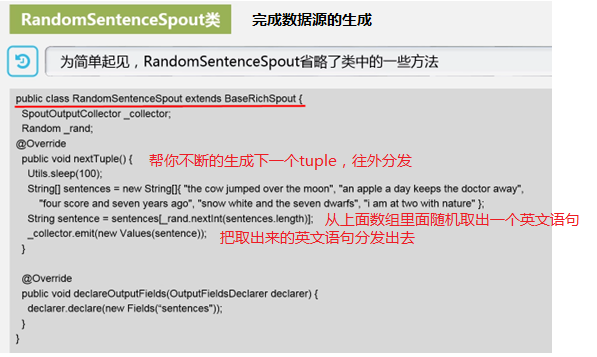 RandomSentenceSpout类 完成数据源的生成
为简单起见，RandomSentenceSpout省略了类中的一些方法
public class RandomSentenceSpout extends BaseRichSpout {
SpoutOutputCollector _collector;
Random _rand;
@Override
public void nextTuple() { 帮你不断的生成下一个tuple，往外分发
Utils.sleep(100);
String[] sentences = new String[]{ "the cow jumped over the moon", "an apple a day keeps the doctor away",
"four score and seven years ago", "snow white and the seven dwarfs", "i am at two with nature" };
String sentence = sentences[_rand.nextInt(sentences.length)]; 从上面数组里面随机取出一个英文语句
_collector.emit(new Values(sentence)); 把取出来的英文语句分发出去
}
@Override
public void declareOutputFields(OutputFieldsDeclarer declarer) {
declarer.declare(new Fields("sentences"));
}
}